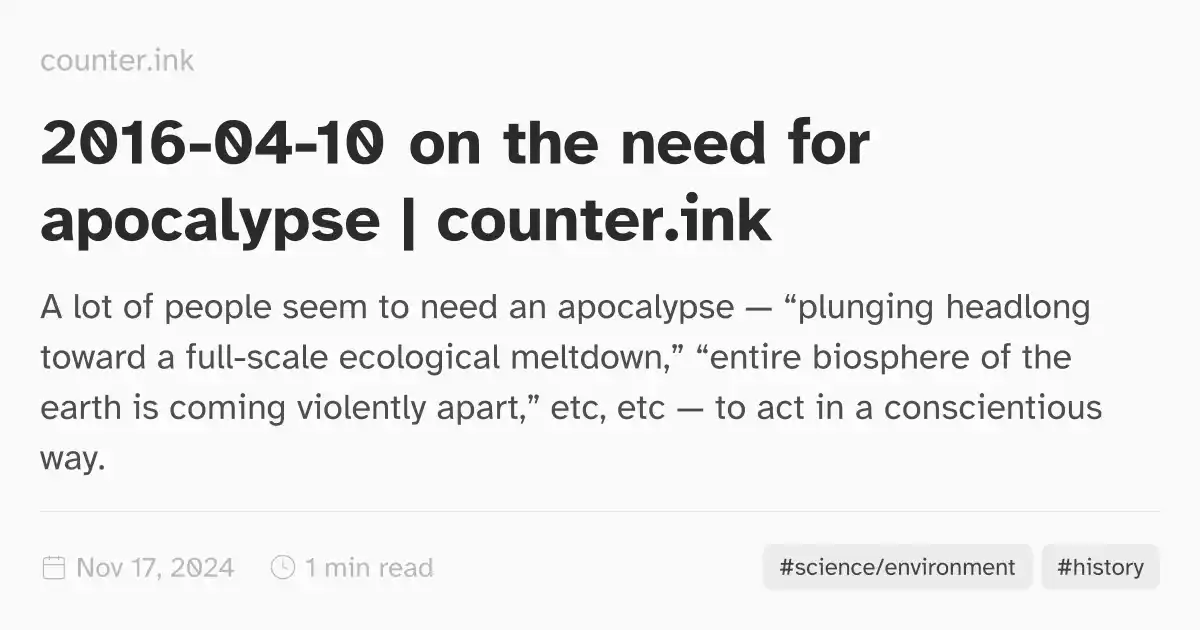 counter.ink
2016-04-10 on the need for
apocalypse | counter.ink
A lot of people seem to need an apocalypse — “plunging headlong
toward a full-scale ecological meltdown,” “entire biosphere of the
earth is coming violently apart,” etc, etc — to act in a conscientious
way.
Nov 17, 2024 1 min read #science/environment #history